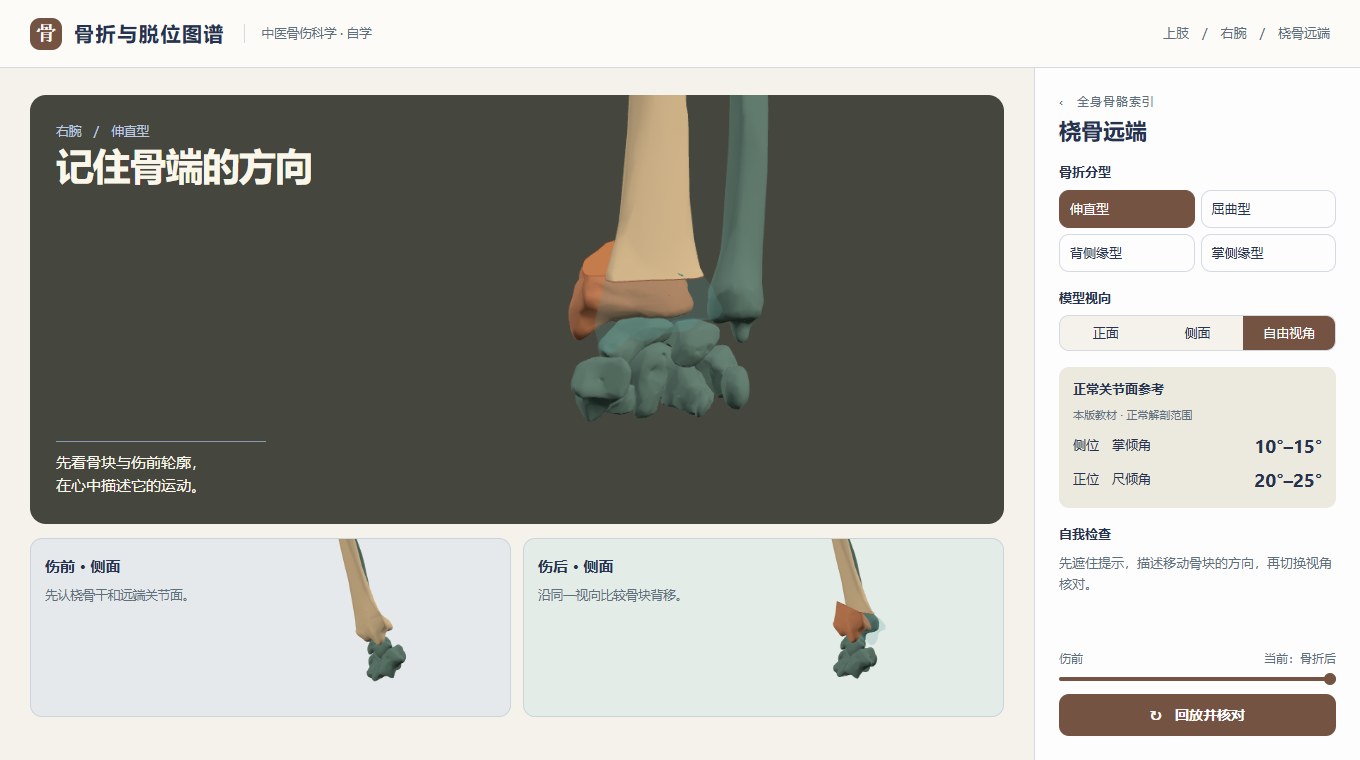 骨 骨折与脱位图谱 中医骨伤科学 · 自学
上肢 / 右腕 / 桡骨远端
右腕 / 伸直型
记住骨端的方向
先看骨块与伤前轮廓，
在心中描述它的运动。
伤前 • 侧面
先认桡骨干和远端关节面。
伤后 • 侧面
沿同一视向比较骨块背移。
‹ 全身骨骼索引
桡骨远端
骨折分型
伸直型 屈曲型
背侧缘型 掌侧缘型
模型视向
正面 侧面 自由视角
正常关节面参考
本版教材 · 正常解剖范围
侧位 掌倾角 10°–15°
正位 尺倾角 20°–25°
自我检查
先遮住提示，描述移动骨块的方向，再切换视角
核对。
伤前 当前：骨折后
↻ 回放并核对